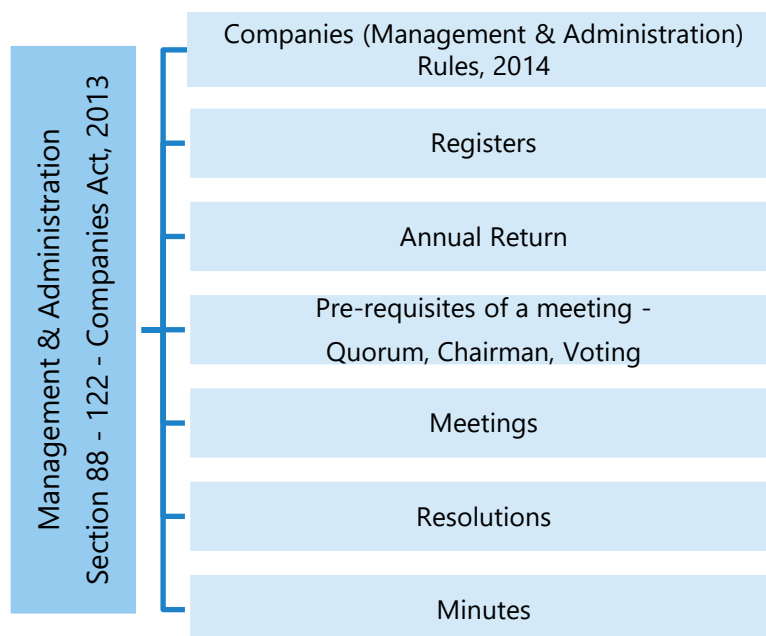 Management & Administration
Section 88 - 122 - Companies Act, 2013
Companies (Management & Administration)
Rules, 2014
Registers
Annual Return
Pre-requisites of a meeting -
Quorum, Chairman, Voting
Meetings
Resolutions
Minutes